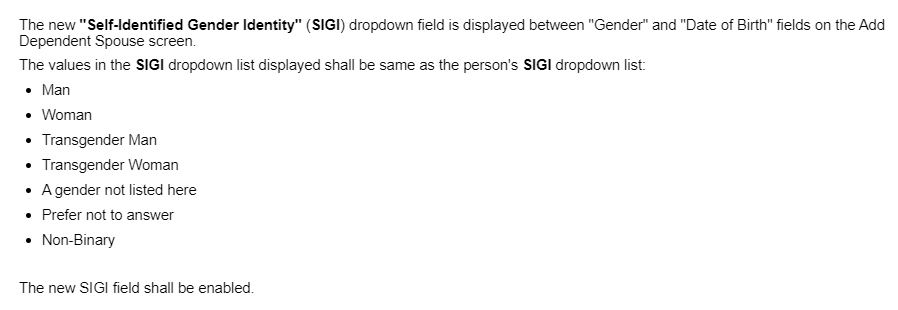 The new "Self-Identified Gender Identity" (SIGI) dropdown field is displayed between "Gender" and "Date of Birth" fields on the Add
Dependent Spouse screen.
The values in the SIGI dropdown list displayed shall be same as the person's SIGI dropdown list:
• Man
• Woman
• Transgender Man
• Transgender Woman
• A gender not listed here
• Prefer not to answer
• Non-Binary
The new SIGI field shall be enabled.